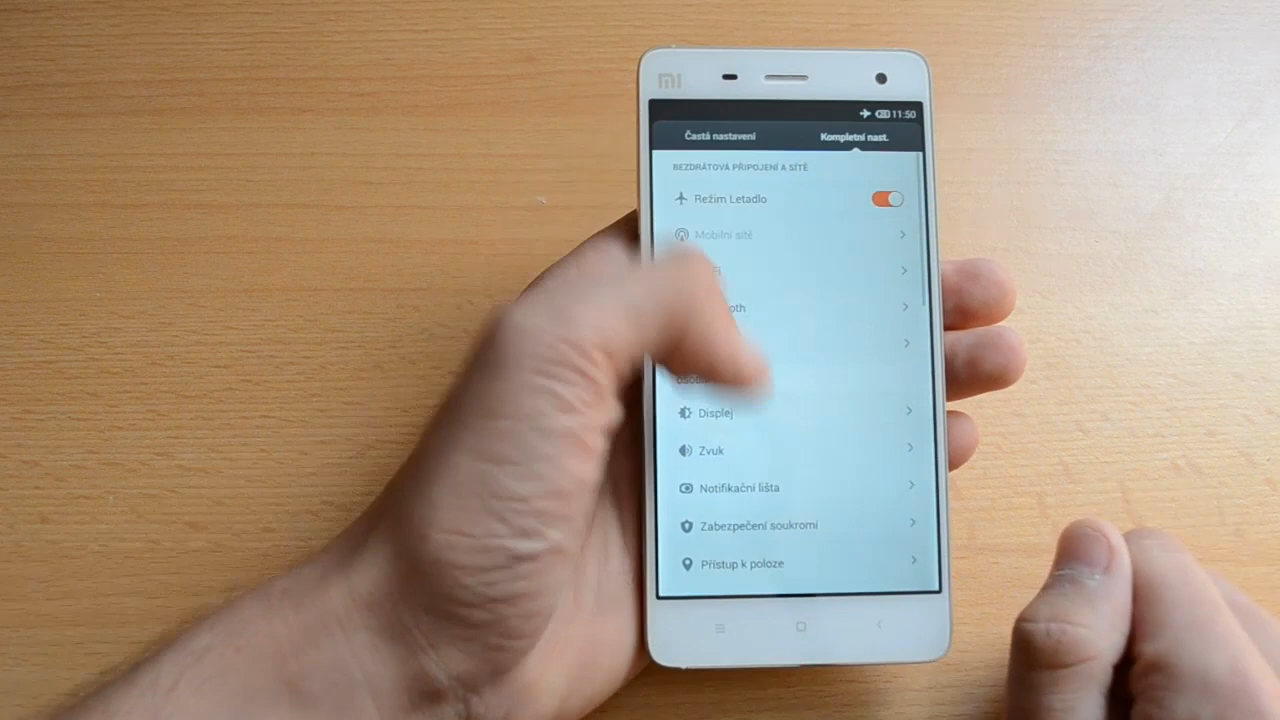 mi
11:50
Častá nastavení
Kompletní nast.
BEZDRÁTOVÁ PŘIPOJENÍ A SÍTĚ
Režim Letadlo
Mobilní sítě
Displej
Zvuk
Notifikační lišta
Zabezpečení soukromí
Přístup k poloze